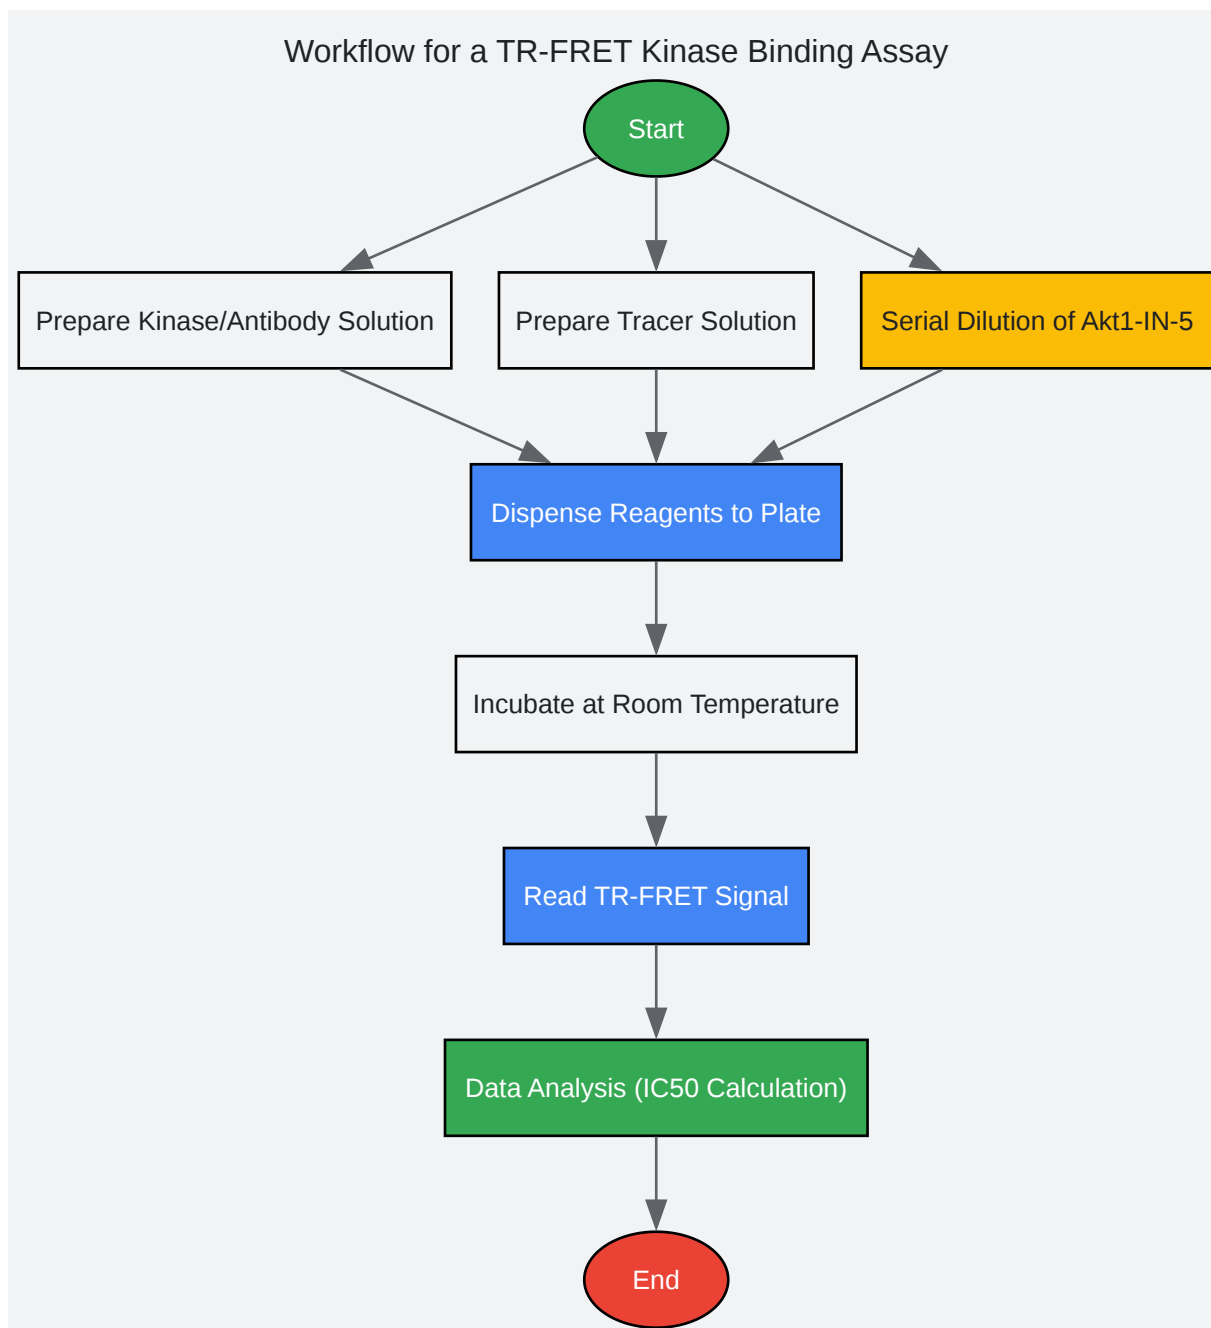 Workflow for a TR-FRET Kinase Binding Assay
Start
Prepare Kinase/Antibody Solution
Prepare Tracer Solution
Serial Dilution of Akt1-IN-5
Dispense Reagents to Plate
Incubate at Room Temperature
Read TR-FRET Signal
Data Analysis (IC50 Calculation)
End